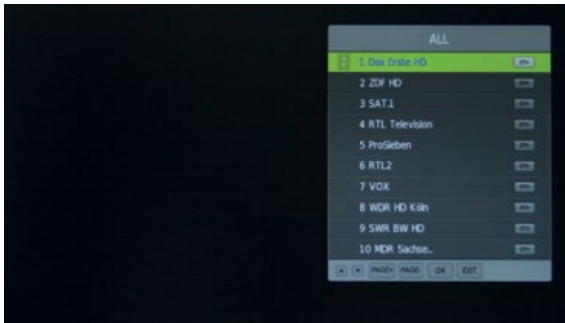 ALL
1 Das Erste HD
2 ZDF HD
3 SAT.1
4 RTL Television
5 ProSieben
6 RTL2
7 VOX
8 WDR HD Köln
9 SWR BW HD
10 MDR Sachse..
PAGE+ PAGE- OK EXIT